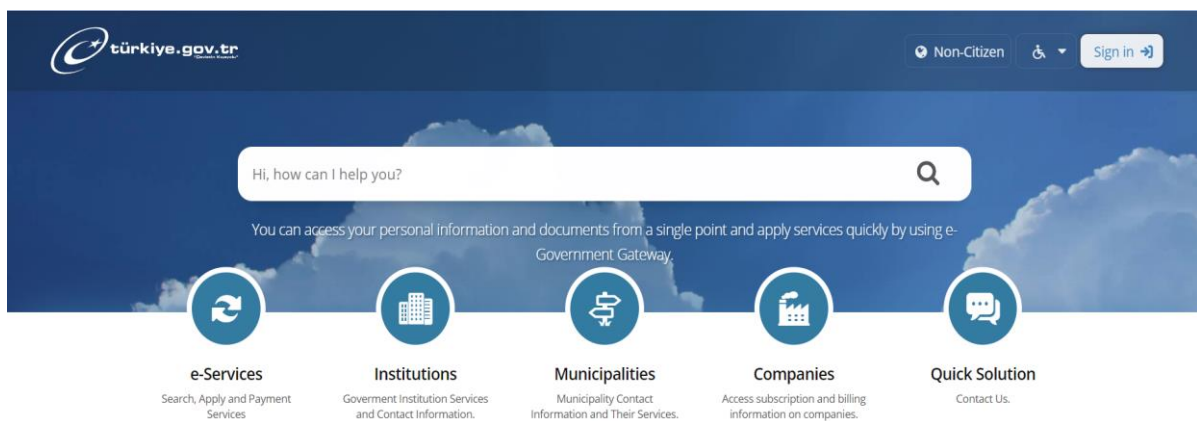 türkiye.gov.tr
Non-Citizen
Sign in
Hi, how can I help you?
You can access your personal information and documents from a single point and apply services quickly by using e-
Government Gateway.
e-Services
Institutions
Municipalities
Companies
Quick Solution
Search, Apply and Payment
Services
Goverment Institution Services
and Contact Information.
Municipality Contact
Information and Their Services.
Access subscription and billing
information on companies.
Contact Us.